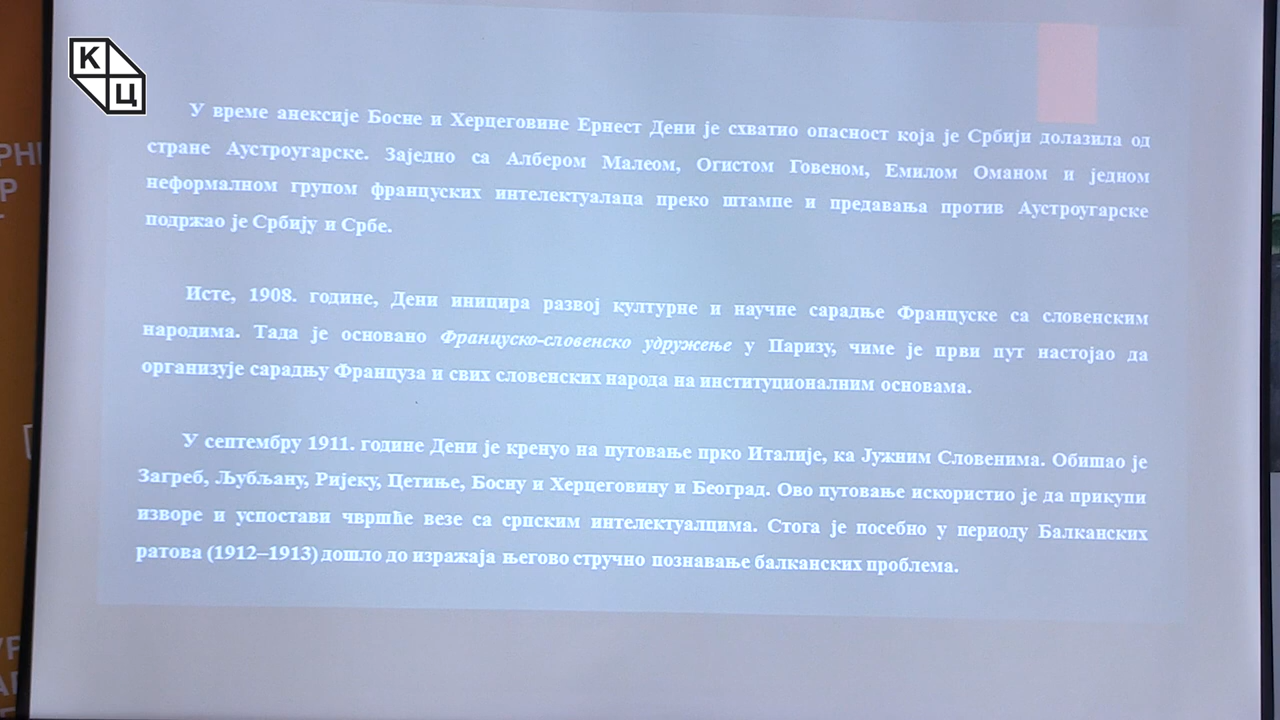 К
Ц
У време анексије Босне и Херцеговине Ернест Дени је схватио опасност која је Србији долазила од
стране Аустроугарске. Заједно са Албером Малеом, Огистом Говеном, Емилом Оманом и једном
неформалном групом француских интелектуалаца преко штампе и предавања против Аустроугарске
подржао је Србију и Србе.
Исте, 1908. године, Дени иницира развој културне и научне сарадње Француске са словенским
народима. Тада је основано Француско-словенско удружење у Паризу, чиме је први пут настојао да
организује сарадњу Француза и свих словенских народа на институционалним основама.
У септембру 1911. године Дени је кренуо на путовање прко Италије, ка Јужним Словенима. Обишао је
Загреб, Љубљану, Ријеку, Цетиње, Босну и Херцеговину и Београд. Ово путовање искористио је да прикупи
изворе и успостави чвршће везе са српским интелектуалцима. Стога је посебно у периоду Балканских
ратова (1912–1913) дошло до изражаја његово стручно познавање балканских проблема.